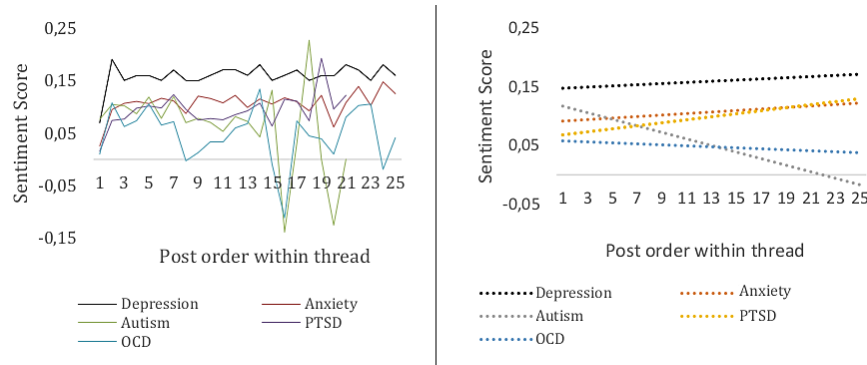 0,25
0,15
0,05
-0,05
-0,15
Sentiment Score
1 3 5 7 9 11 13 15 17 19 21 23 25
Post order within thread
Depression Anxiety
Autism PTSD
OCD
0,25
0,15
0,05
-0,05
Sentiment Score
1 3 5 7 9 11 13 15 17 19 21 23 25
Post order within thread
Depression Anxiety
Autism PTSD
OCD